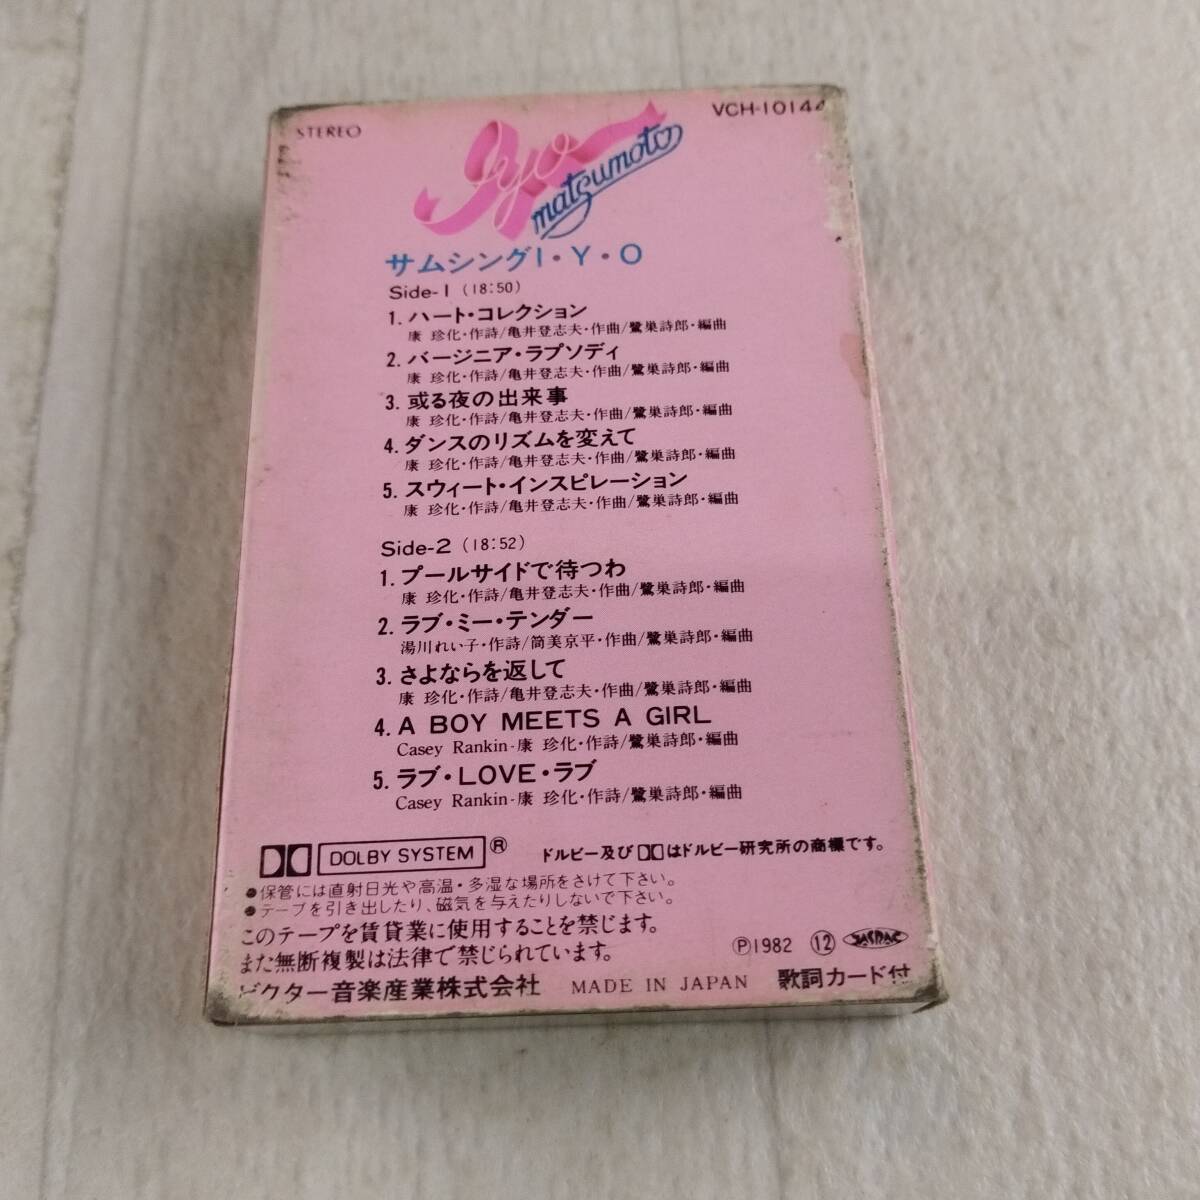 STEREO
VCH-10144
Iyo
matsumoto
サムシングI・Y・O
Side-1 (18:50)
1. ハート・コレクション
康 珍化・作詩/亀井登志夫・作曲/鷺巣詩郎・編曲
2. バージニア・ラプソディ
康 珍化・作詩/亀井登志夫・作曲/鷺巣詩郎・編曲
3. 或る夜の出来事
康 珍化・作詩/亀井登志夫・作曲/鷺巣詩郎・編曲
4. ダンスのリズムを変えて
康 珍化・作詩/亀井登志夫・作曲/鷺巣詩郎・編曲
5. スウィート・インスピレーション
康 珍化・作詩/亀井登志夫・作曲/鷺巣詩郎・編曲
Side-2 (18:52)
1. プールサイドで待つわ
康 珍化・作詩/亀井登志夫・作曲/鷺巣詩郎・編曲
2. ラブ・ミー・テンダー
湯川れい子・作詩/筒美京平・作曲/鷺巣詩郎・編曲
3. さよならを返して
康 珍化・作詩/亀井登志夫・作曲/鷺巣詩郎・編曲
4. A BOY MEETS A GIRL
Casey Rankin-康 珍化・作詩/鷺巣詩郎・編曲
5. ラブ・LOVE・ラブ
Casey Rankin-康 珍化・作詩/鷺巣詩郎・編曲
DOLBY SYSTEM ®
ドルビー及び はドルビー研究所の商標です。
●保管には直射日光や高温・多湿な場所をさけて下さい。
●テープを引き出したり、磁気を与えたりしないで下さい。
このテープを賃貸業に使用することを禁じます。
また無断複製は法律で禁じられています。
Ⓟ1982 ⑫ JASRAC
ビクター音楽産業株式会社 MADE IN JAPAN 歌詞カード付